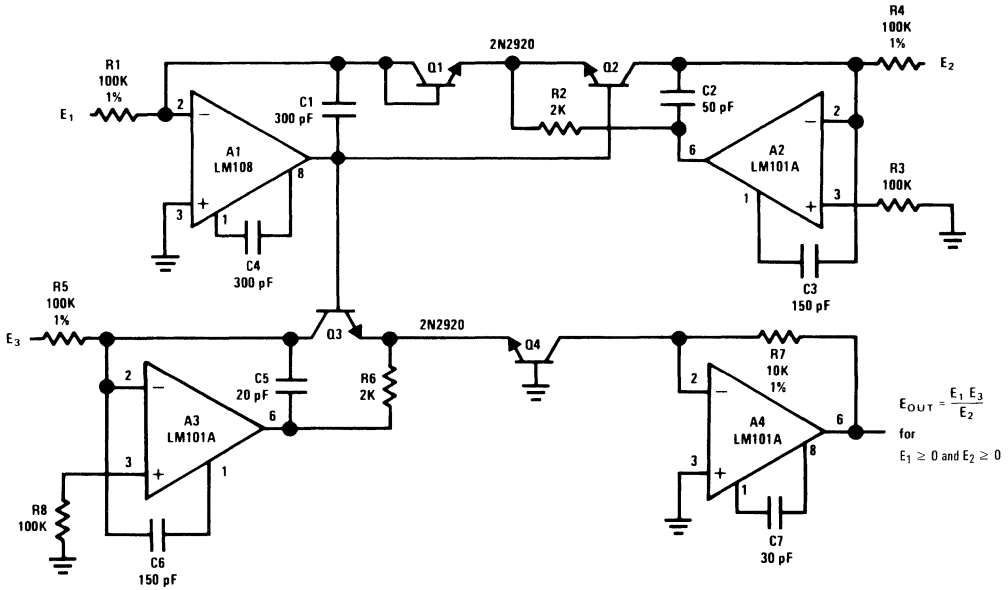 R1
100K
1%
E1
2
−
A1
LM108
+
3
1
8
C4
300 pF
C1
300 pF
Q1
2N2920
Q2
R2
2K
C2
50 pF
R4
100K
1%
E2
2
−
A2
LM101A
6
+
3
1
R3
100K
C3
150 pF
R5
100K
1%
E3
2
−
A3
LM101A
+
3
6
1
R8
100K
C6
150 pF
C5
20 pF
Q3
R6
2K
2N2920
Q4
2
−
A4
LM101A
+
3
6
8
1
C7
30 pF
R7
10K
1%
EOUT = E1 E3
E2
for
E1 ≥ 0 and E2 ≥ 0